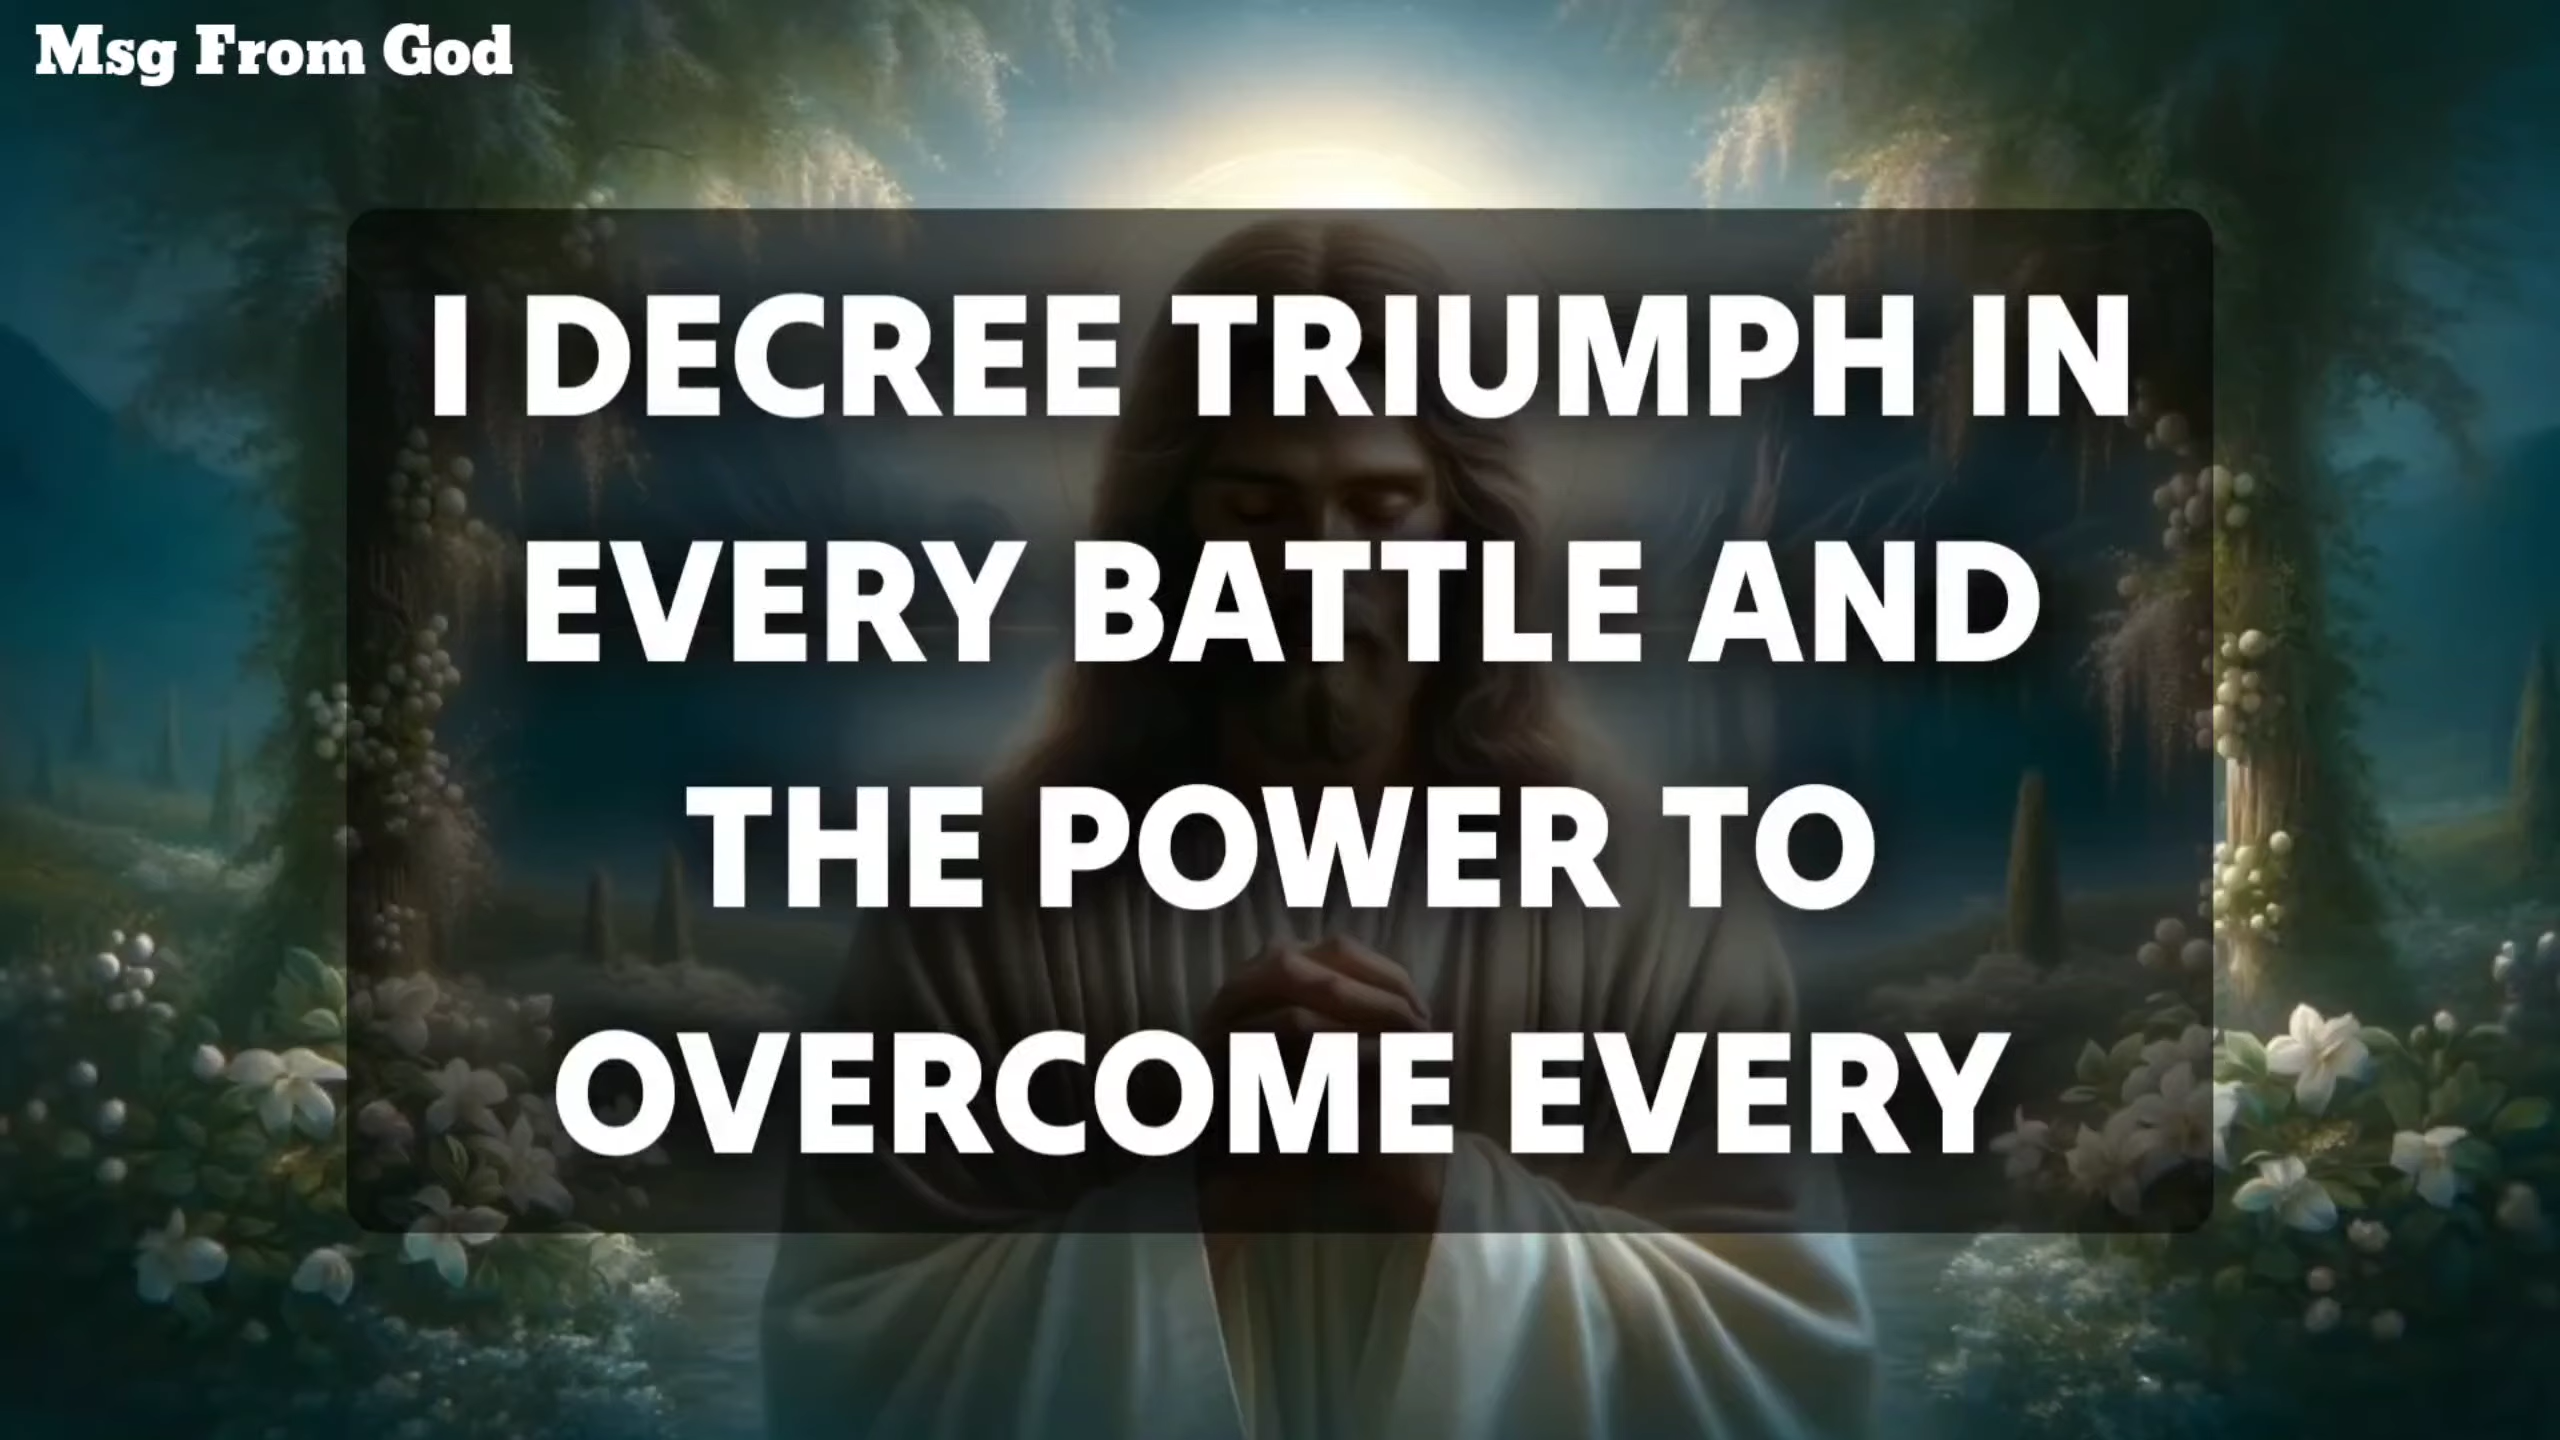 Msg From God
I DECREE TRIUMPH IN
EVERY BATTLE AND
THE POWER TO
OVERCOME EVERY